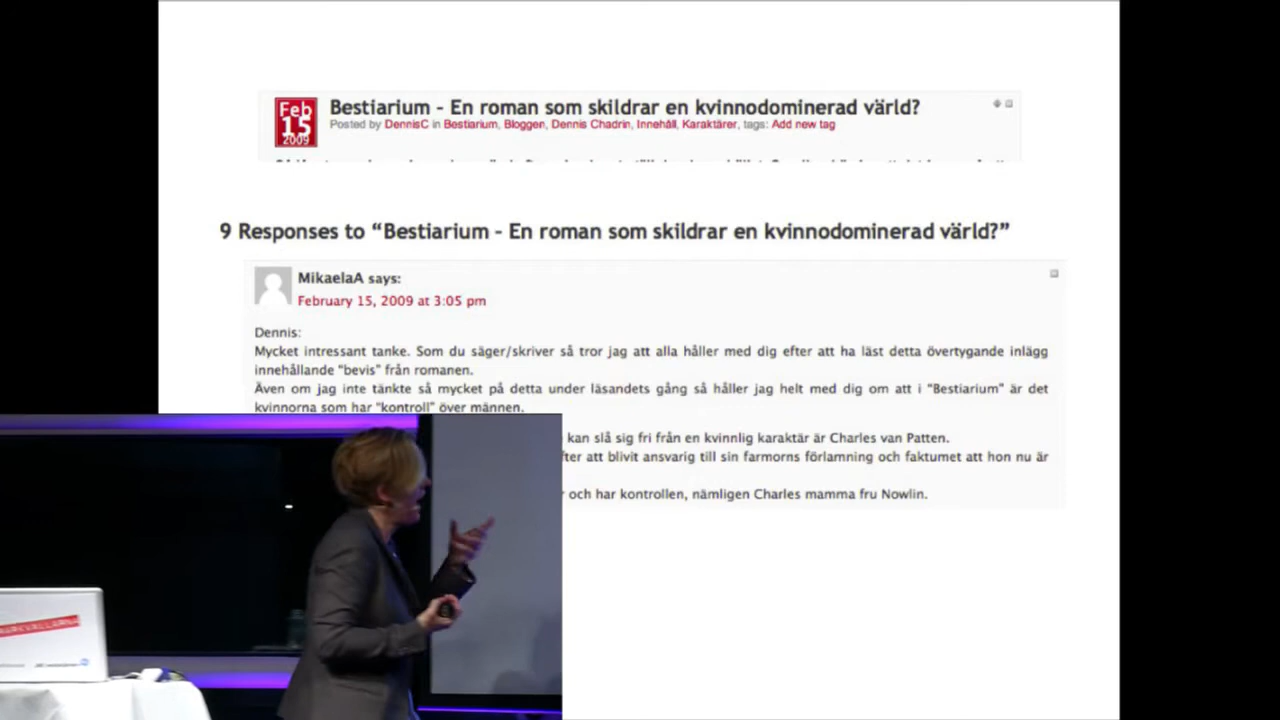 Feb
15
2009
Bestiarium – En roman som skildrar en kvinnodominerad värld?
Posted by DennisC in Bestiarium, Bloggen, Dennis Chadrin, Innehåll, Karaktärer, tags: Add new tag
9 Responses to “Bestiarium – En roman som skildrar en kvinnodominerad värld?”
MikaelaA says:
February 15, 2009 at 3:05 pm
Dennis:
Mycket intressant tanke. Som du säger/skriver så tror jag att alla håller med dig efter att ha läst detta övertygande inlägg
innehållande “bevis” från romanen.
Även om jag inte tänkte så mycket på detta under läsandets gång så håller jag helt med dig om att i “Bestiarium” är det
kvinnorna som har “kontroll” över männen.
kan slå sig fri från en kvinnlig karaktär är Charles van Patten.
att blivit ansvarig till sin farmorns förlamning och faktumet att hon nu är
och har kontrollen, nämligen Charles mamma fru Nowlin.